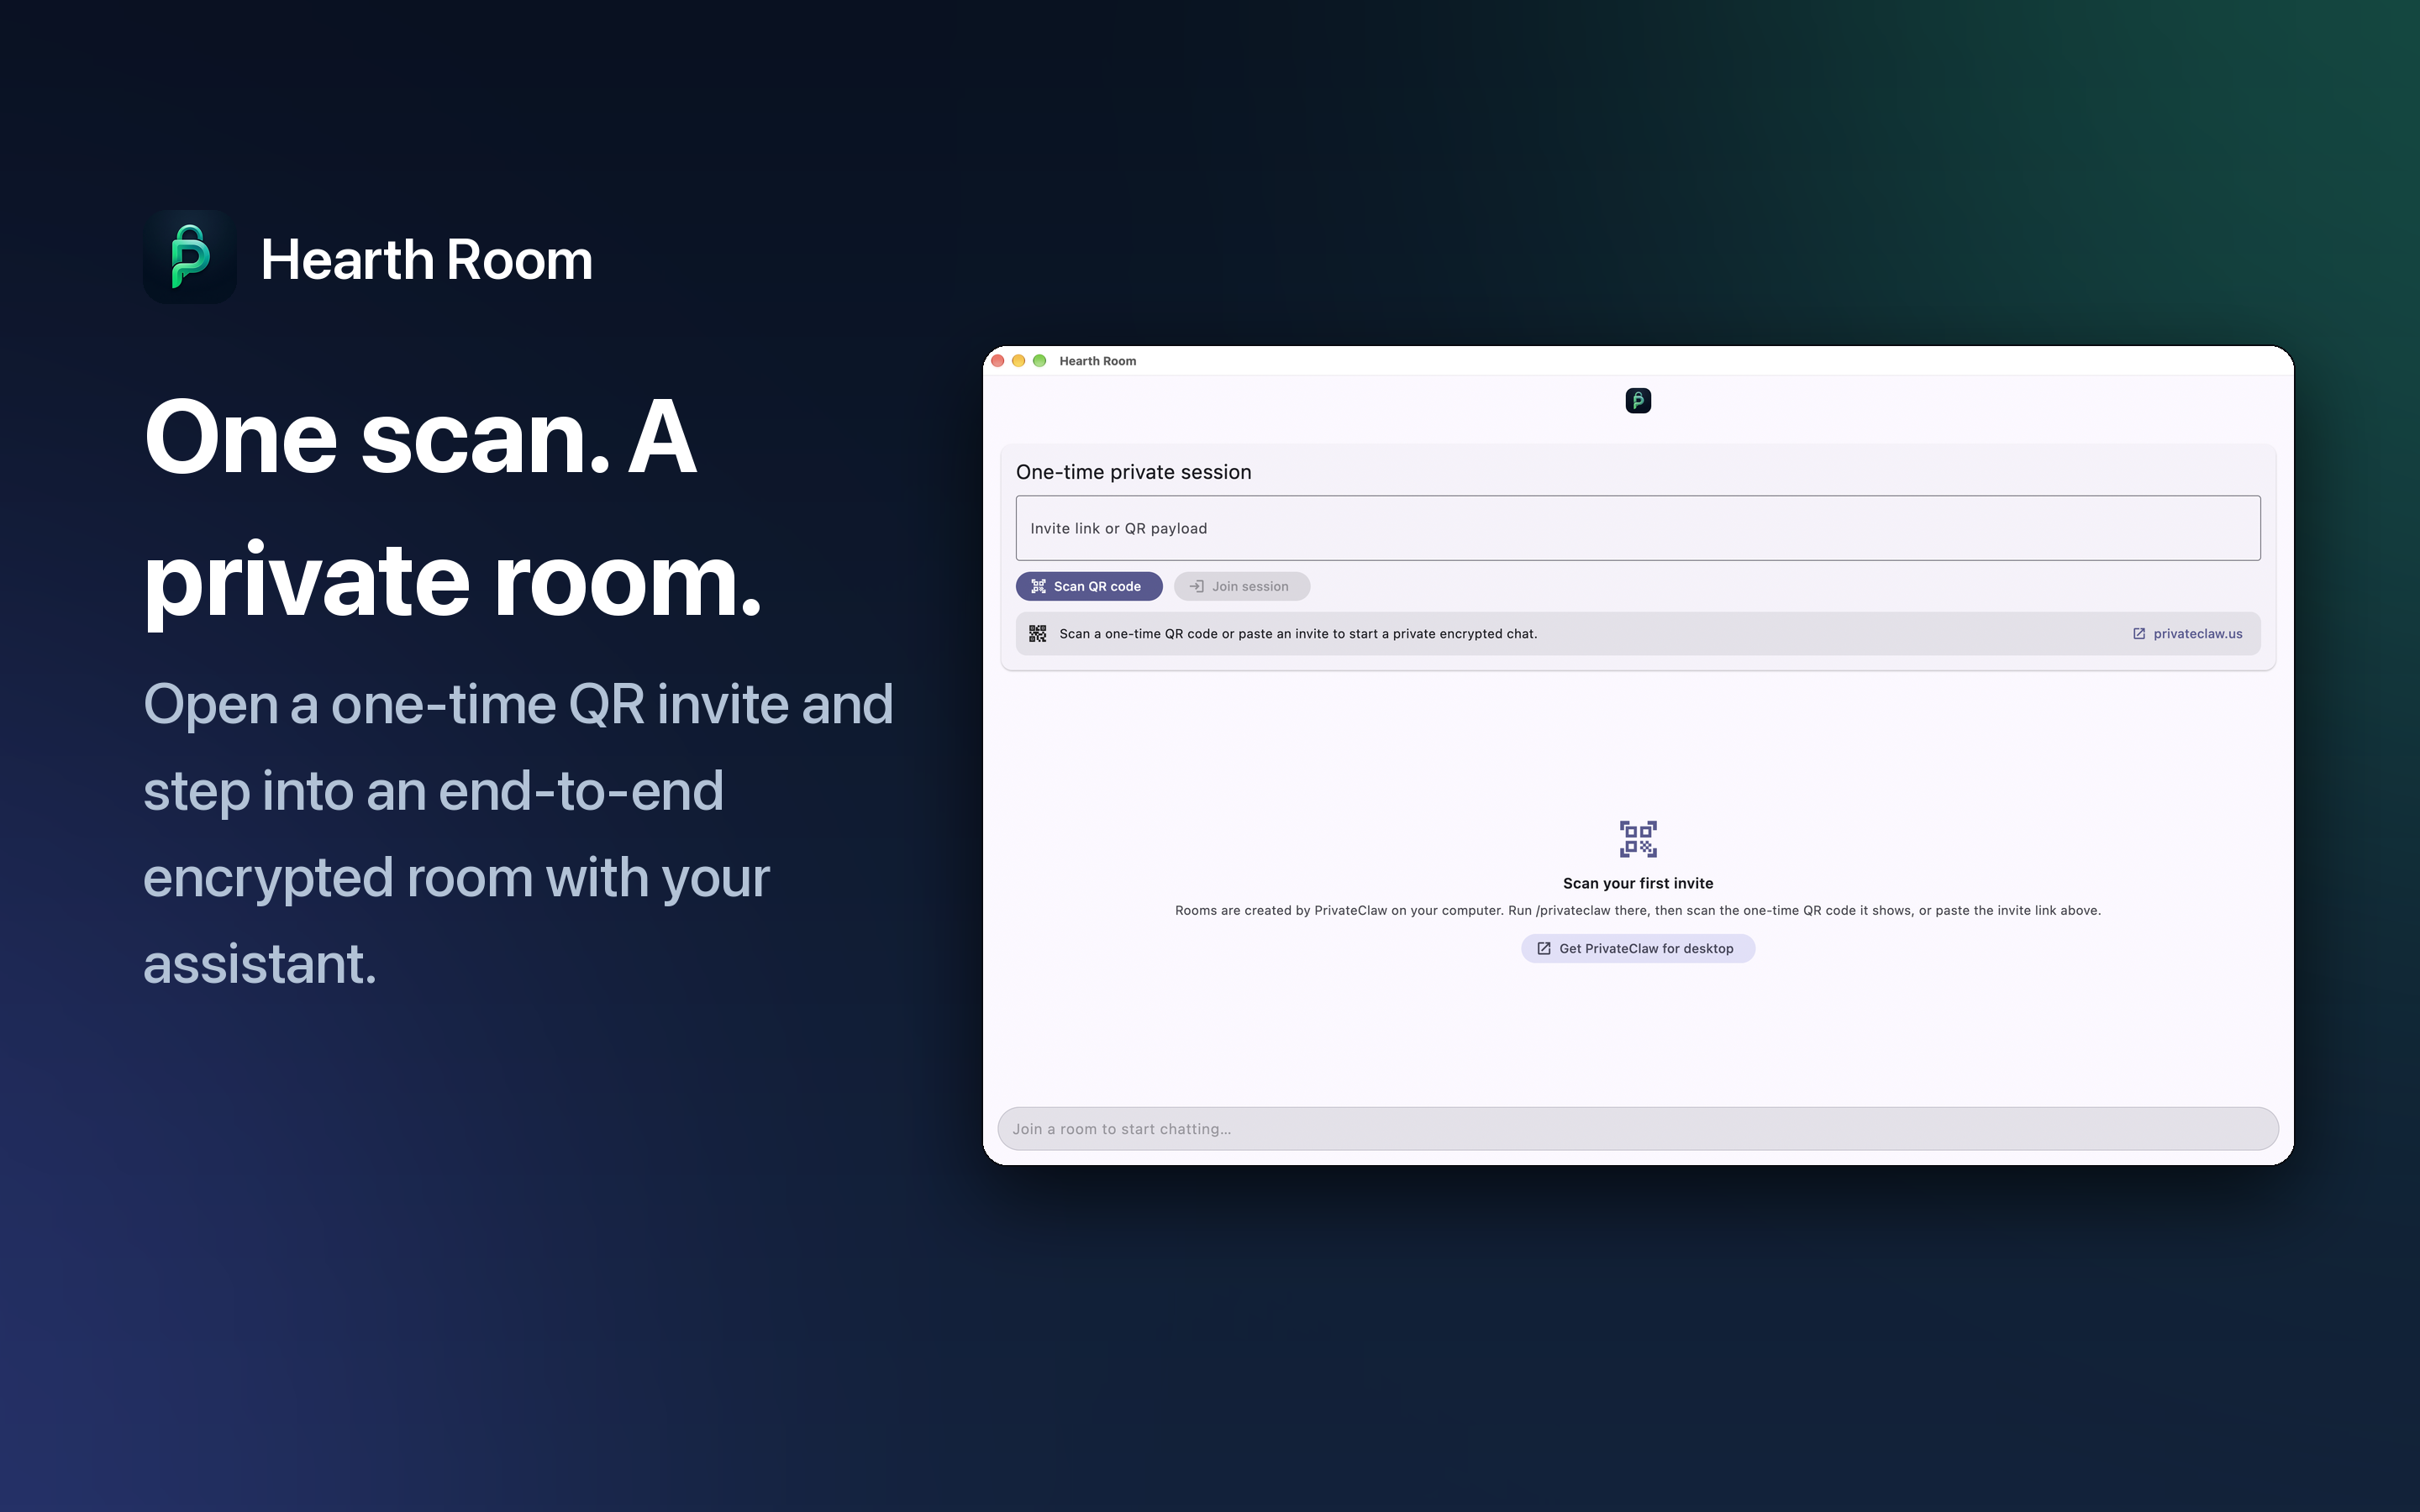 Hearth Room
One scan. A
private room.
Open a one-time QR invite and
step into an end-to-end
encrypted room with your
assistant.
Hearth Room
One-time private session
Invite link or QR payload
Scan QR code
Join session
Scan a one-time QR code or paste an invite to start a private encrypted chat.
privateclaw.us
Scan your first invite
Rooms are created by PrivateClaw on your computer. Run /privateclaw there, then scan the one-time QR code it shows, or paste the invite link above.
Get PrivateClaw for desktop
Join a room to start chatting...